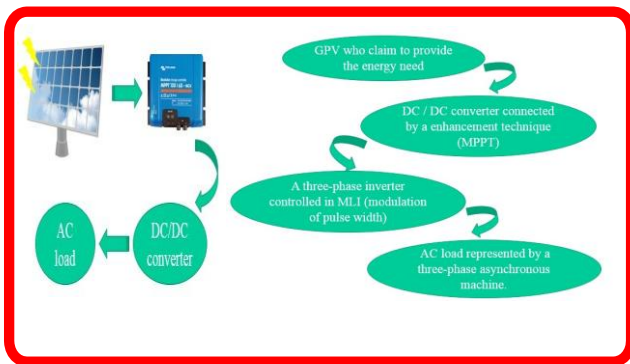 GPV who claim to provide
the energy need
DC / DC converter connected
by a enhancement technique
(MPPT)
A three-phase inverter
controlled in MLI (modulation
of pulse width)
AC load represented by a
three-phase asynchronous
machine.
AC
load
DC/DC
converter